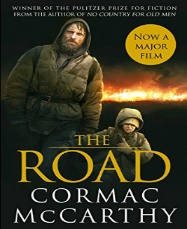 WINNER OF THE PULITZER PRIZE FOR FICTION
FROM THE AUTHOR OF NO COUNTRY FOR OLD MEN
NOW A
MAJOR
FILM
THE
ROAD
CORMAC
McCARTHY